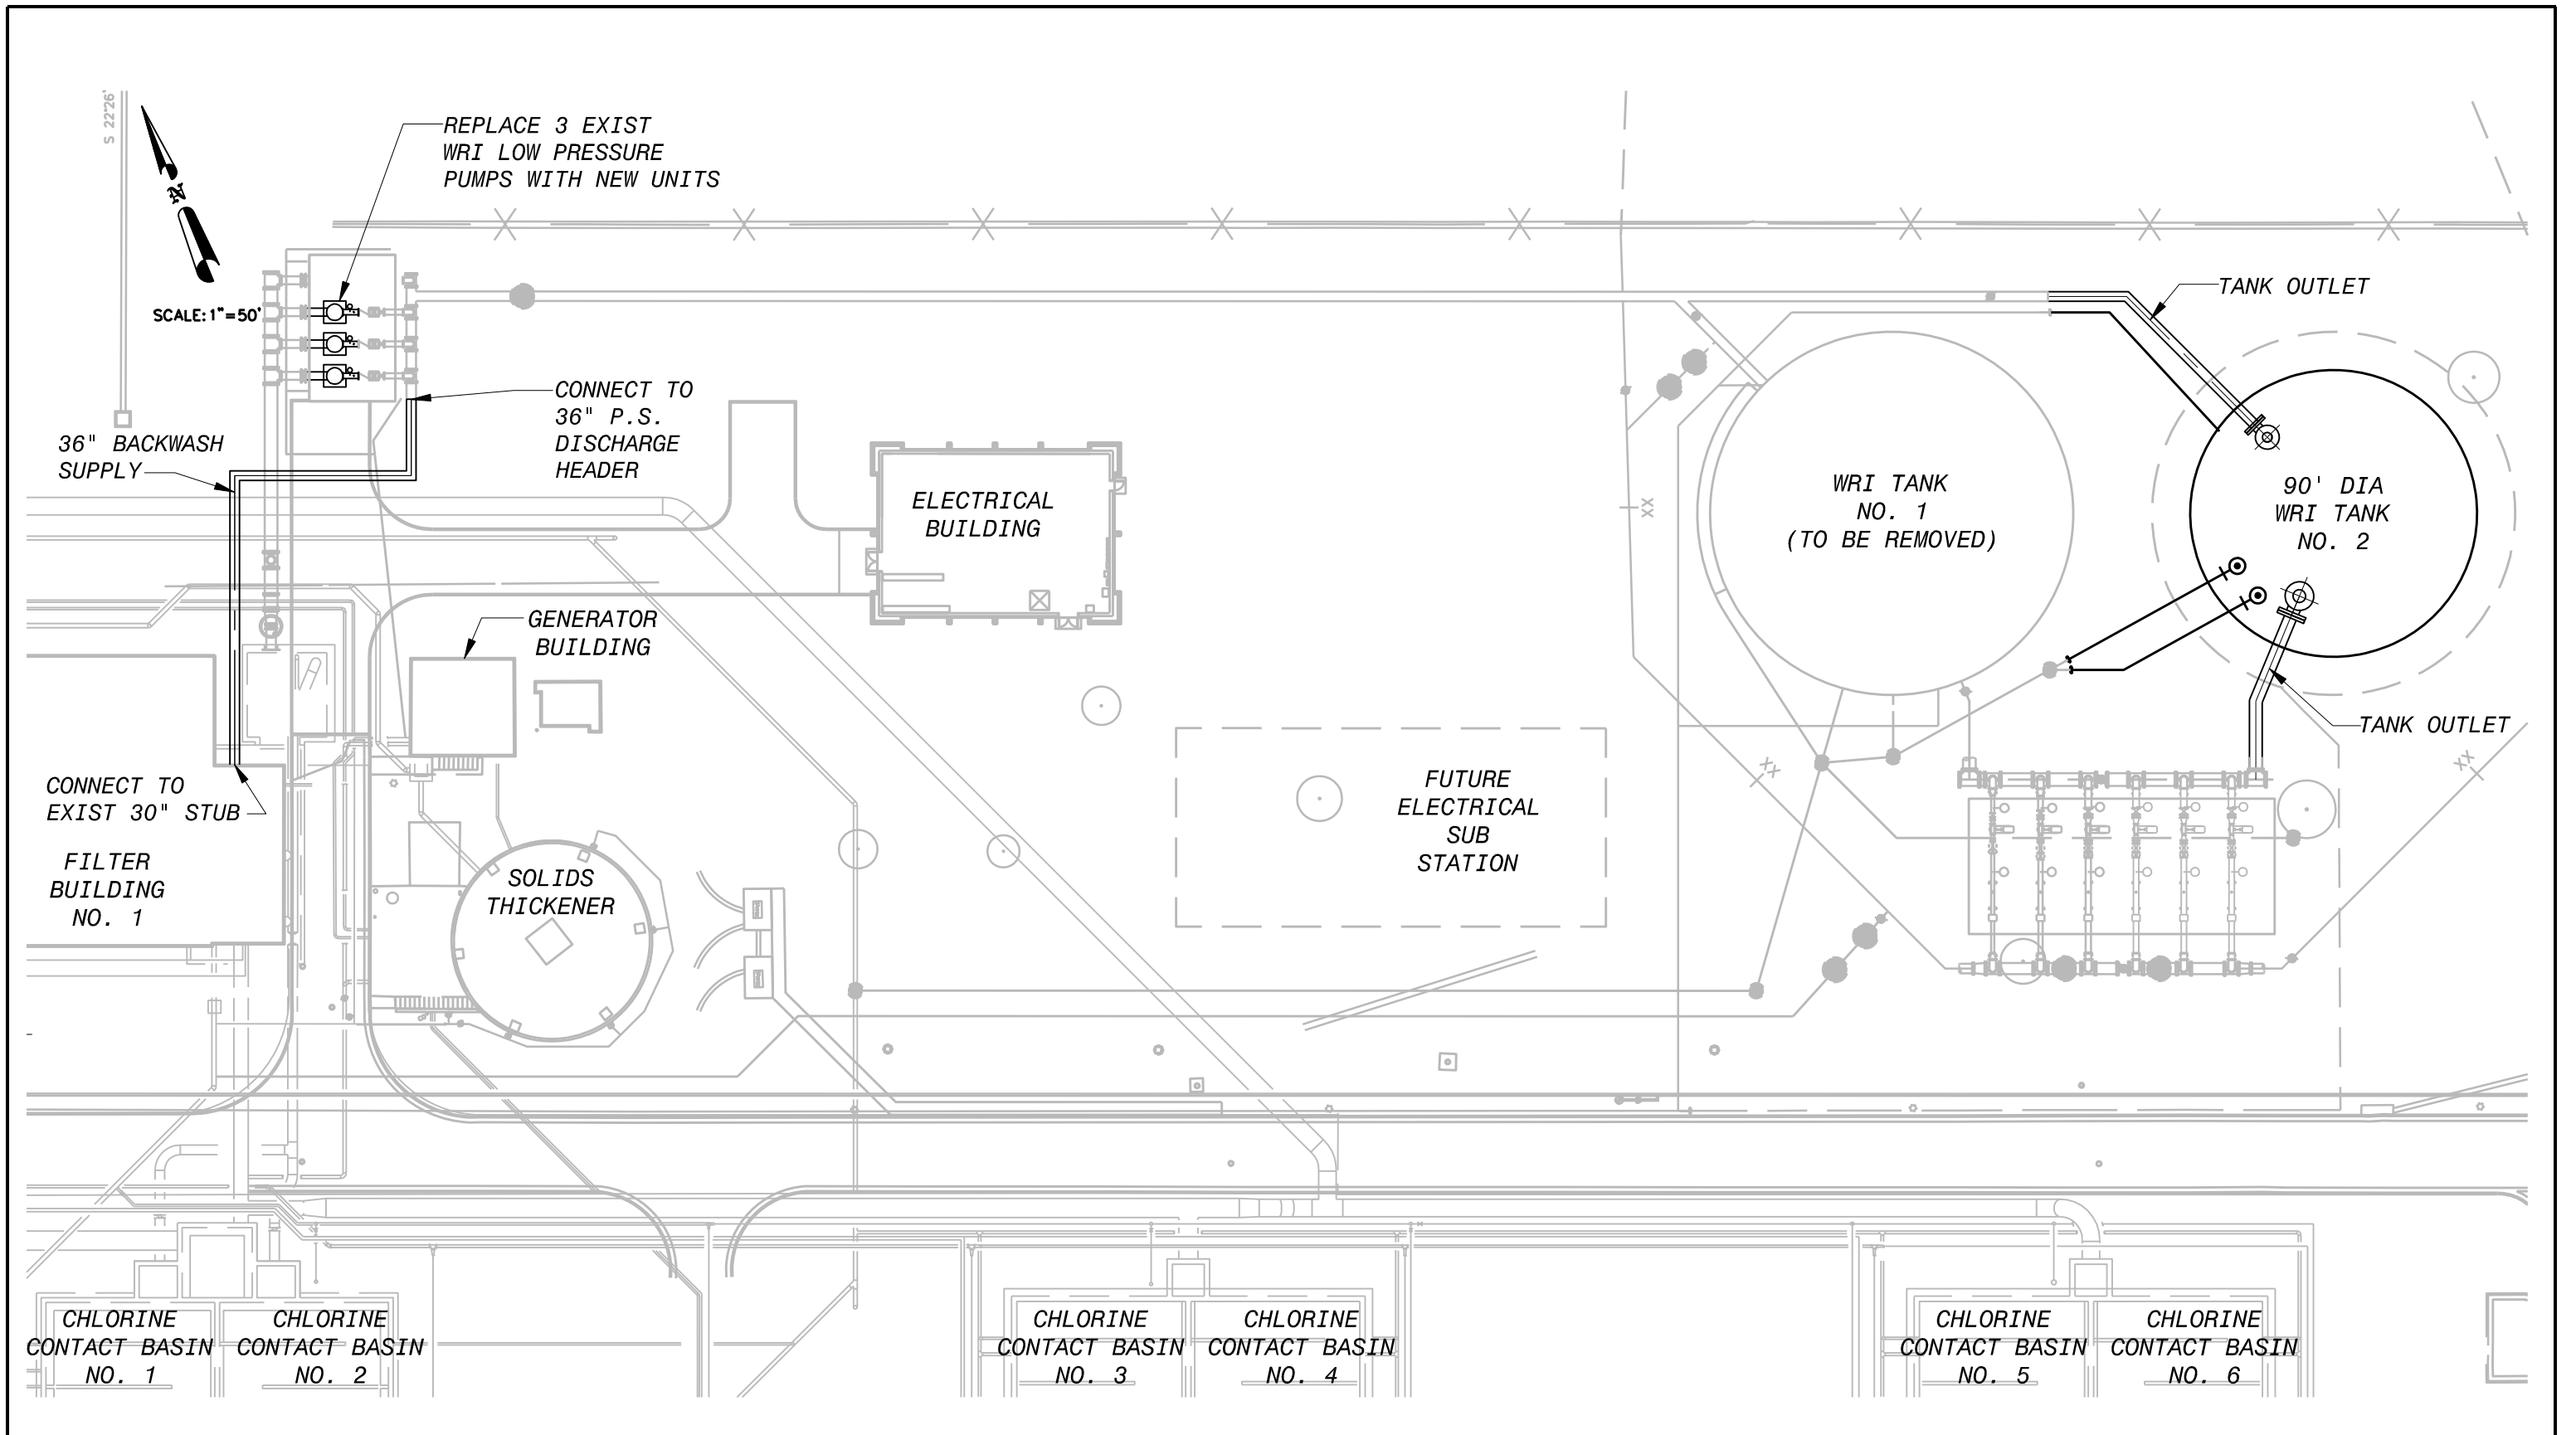 S 22°26'
REPLACE 3 EXIST
WRI LOW PRESSURE
PUMPS WITH NEW UNITS
N
SCALE: 1"=50'
TANK OUTLET
CONNECT TO
36" P.S.
DISCHARGE
HEADER
36" BACKWASH
SUPPLY
ELECTRICAL
BUILDING
WRI TANK
NO. 1
(TO BE REMOVED)
90' DIA
WRI TANK
NO. 2
XX
GENERATOR
BUILDING
TANK OUTLET
XX
XX
CONNECT TO
EXIST 30" STUB
FUTURE
ELECTRICAL
SUB
STATION
FILTER
BUILDING
NO. 1
SOLIDS
THICKENER
CHLORINE
CONTACT BASIN
NO. 1
CHLORINE
CONTACT BASIN
NO. 2
CHLORINE
CONTACT BASIN
NO. 3
CHLORINE
CONTACT BASIN
NO. 4
CHLORINE
CONTACT BASIN
NO. 5
CHLORINE
CONTACT BASIN
NO. 6